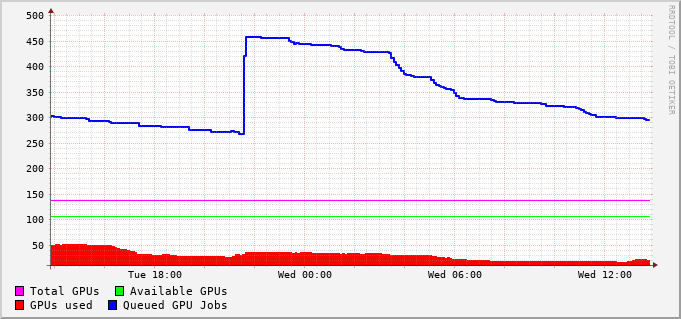 500
450
400
350
300
250
200
150
100
50
Tue 18:00 Wed 00:00 Wed 06:00 Wed 12:00
Total GPUs Available GPUs
GPUs used Queued GPU Jobs
RRDTOOL / TOBI OETIKER